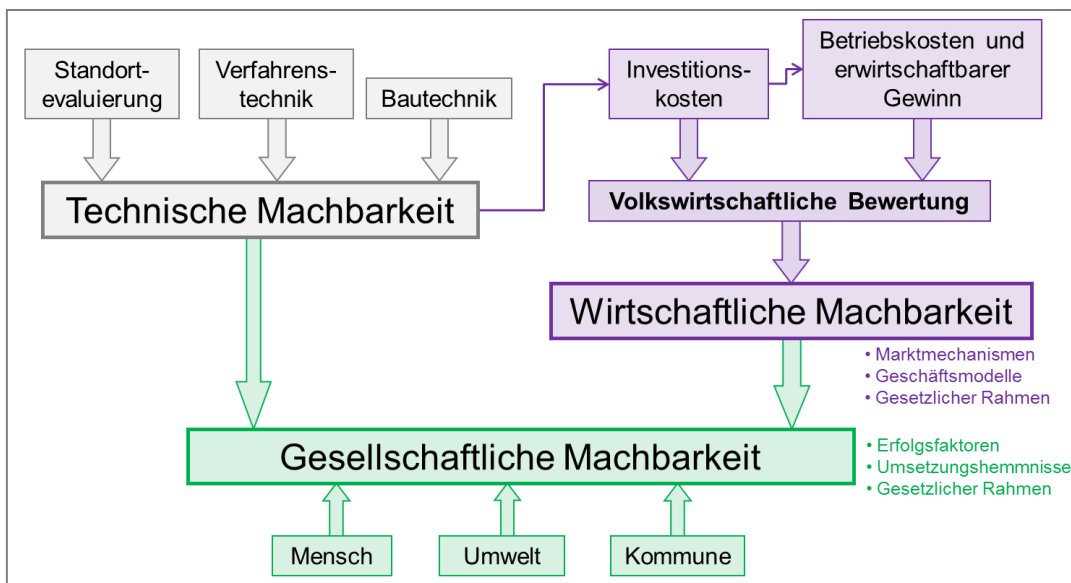 Standort-
evaluierung
Verfahrens-
technik
Bautechnik
Investitions-
kosten
Betriebskosten und
erwirtschaftbarer
Gewinn
Technische Machbarkeit
Volkswirtschaftliche Bewertung
Wirtschaftliche Machbarkeit
• Marktmechanismen
• Geschäftsmodelle
• Gesetzlicher Rahmen
Gesellschaftliche Machbarkeit
• Erfolgsfaktoren
• Umsetzungshemmnisse
• Gesetzlicher Rahmen
Mensch
Umwelt
Kommune